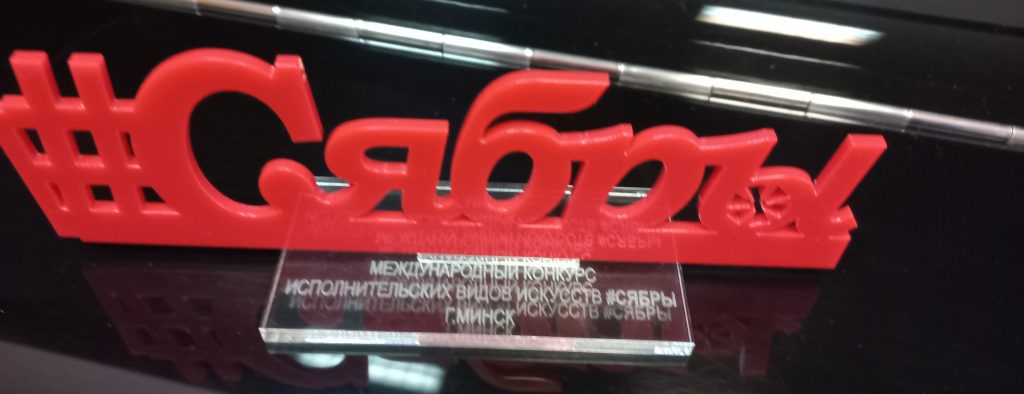 #Сябры
МЕЖДУНАРОДНЫЙ КОНКУРС
ИСПОЛНИТЕЛЬСКИХ ВИДОВ ИСКУССТВ #СЯБРЫ
Г.МИНСК